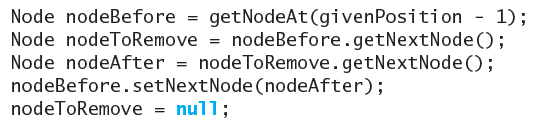 Node nodeBefore = getNodeAt(givenPosition - 1);
Node nodeToRemove = nodeBefore.getNextNode();
Node nodeAfter = nodeToRemove.getNextNode();
nodeBefore.setNextNode(nodeAfter);
nodeToRemove = null;